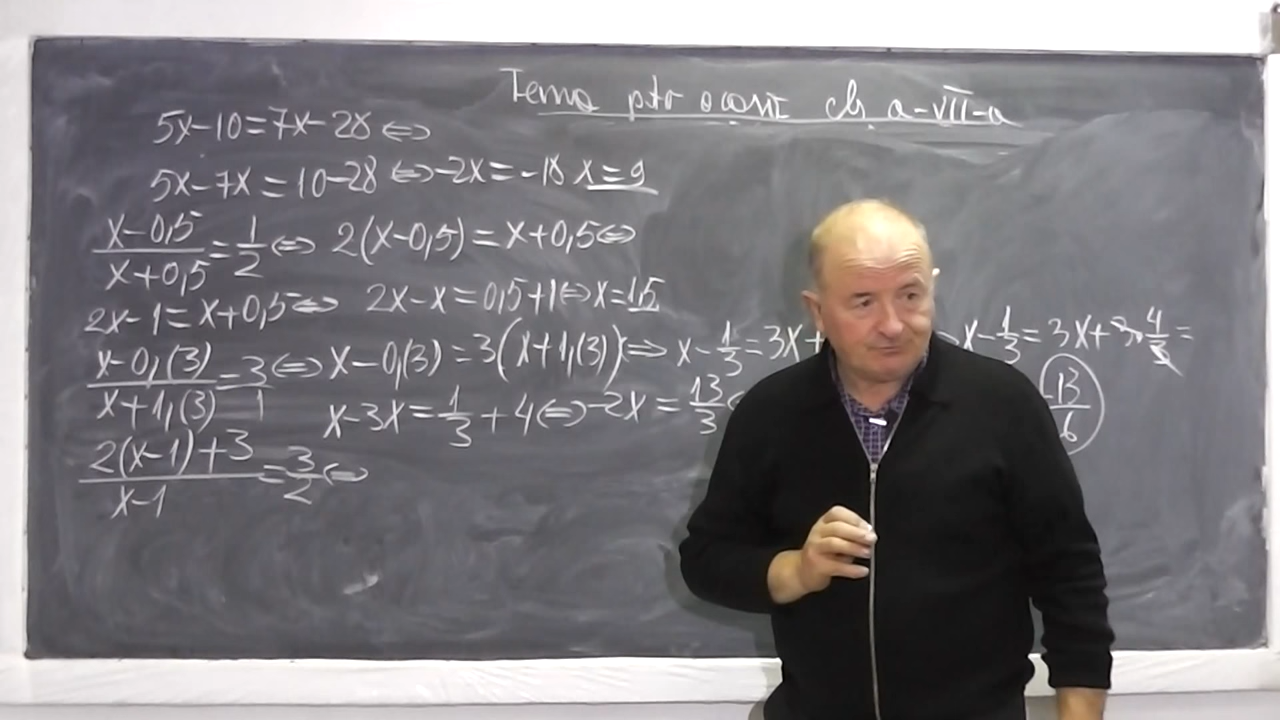 Tema ptr acasă cls a-VII-a
5x-10=7x-28 ⇔
5x-7x=10-28 ⇔ -2x=-18 x=9
(x-0,5)/(x+0,5)=1/2 ⇔ 2(x-0,5)=x+0,5 ⇔
2x-1=x+0,5 ⇔ 2x-x=0,5+1 ⇔ x=1,5
(x-0,(3))/(x+1,(3))=3/1 ⇔ x-0,(3)=3(x+1,(3)) ⇔ x-1/3=3x+ x-1/3=3x+3·4/3=
x-3x=1/3+4 ⇔ -2x=13/3 13/6
(2(x-1)+3)/(x-1)=3/2 ⇔